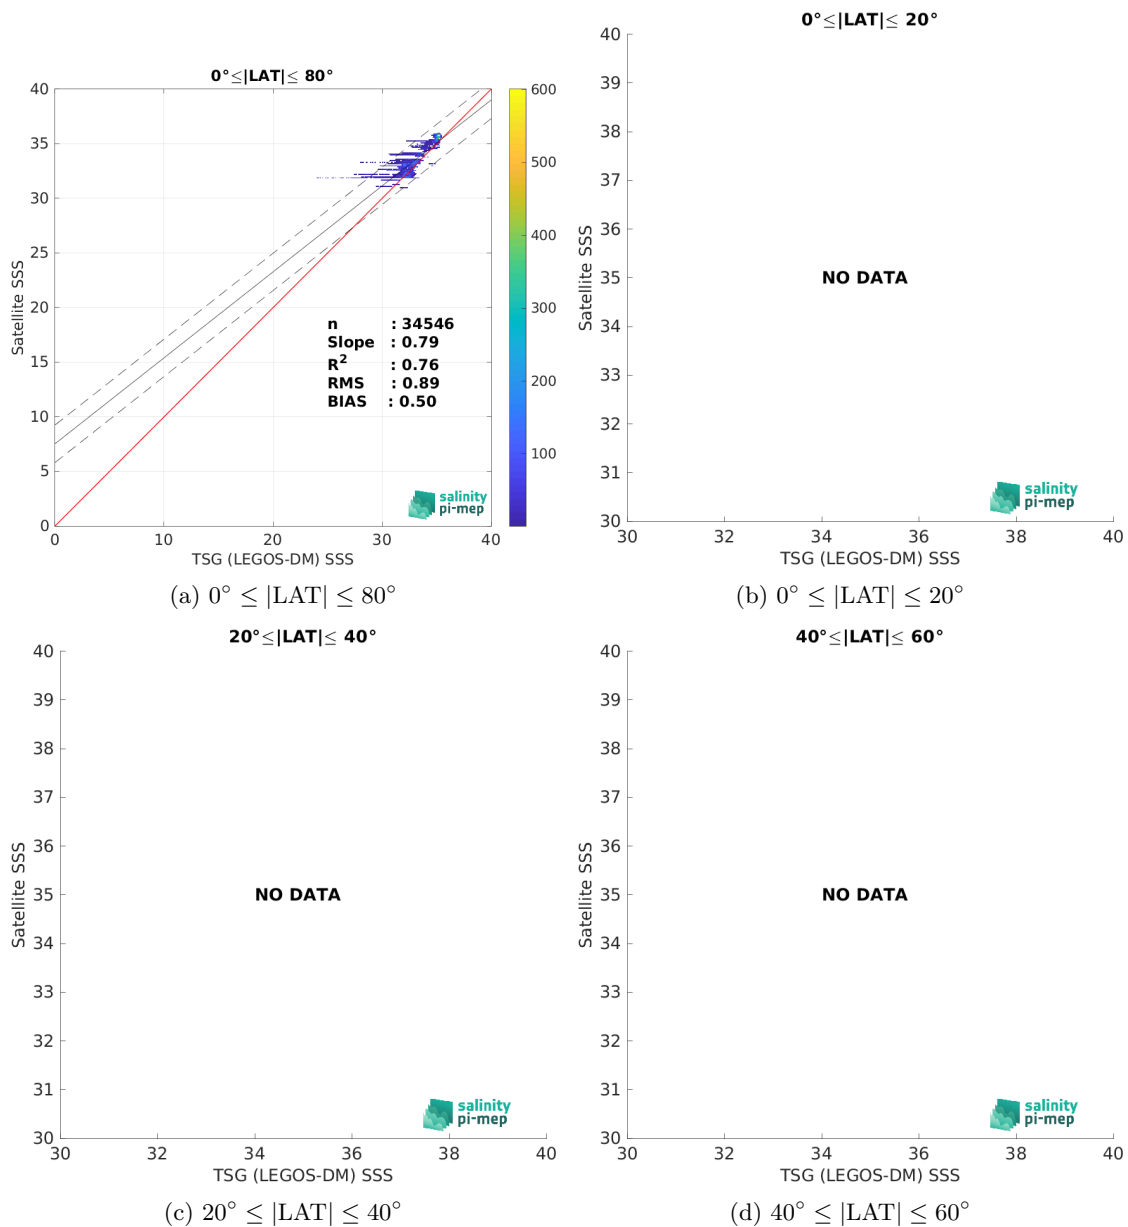 0°≤|LAT|≤ 80°
40
35
30
25
20
15
10
5
0
Satellite SSS
n : 34546
Slope : 0.79
R² : 0.76
RMS : 0.89
BIAS : 0.50
600
500
400
300
200
100
salinity
pi-mep
0 10 20 30 40
TSG (LEGOS-DM) SSS
(a) 0° ≤ |LAT| ≤ 80°
0°≤|LAT|≤ 20°
40
39
38
37
36
35
34
33
32
31
30
Satellite SSS
NO DATA
salinity
pi-mep
30 32 34 36 38 40
TSG (LEGOS-DM) SSS
(b) 0° ≤ |LAT| ≤ 20°
20°≤|LAT|≤ 40°
40
39
38
37
36
35
34
33
32
31
30
Satellite SSS
NO DATA
salinity
pi-mep
30 32 34 36 38 40
TSG (LEGOS-DM) SSS
(c) 20° ≤ |LAT| ≤ 40°
40°≤|LAT|≤ 60°
40
39
38
37
36
35
34
33
32
31
30
Satellite SSS
NO DATA
salinity
pi-mep
30 32 34 36 38 40
TSG (LEGOS-DM) SSS
(d) 40° ≤ |LAT| ≤ 60°